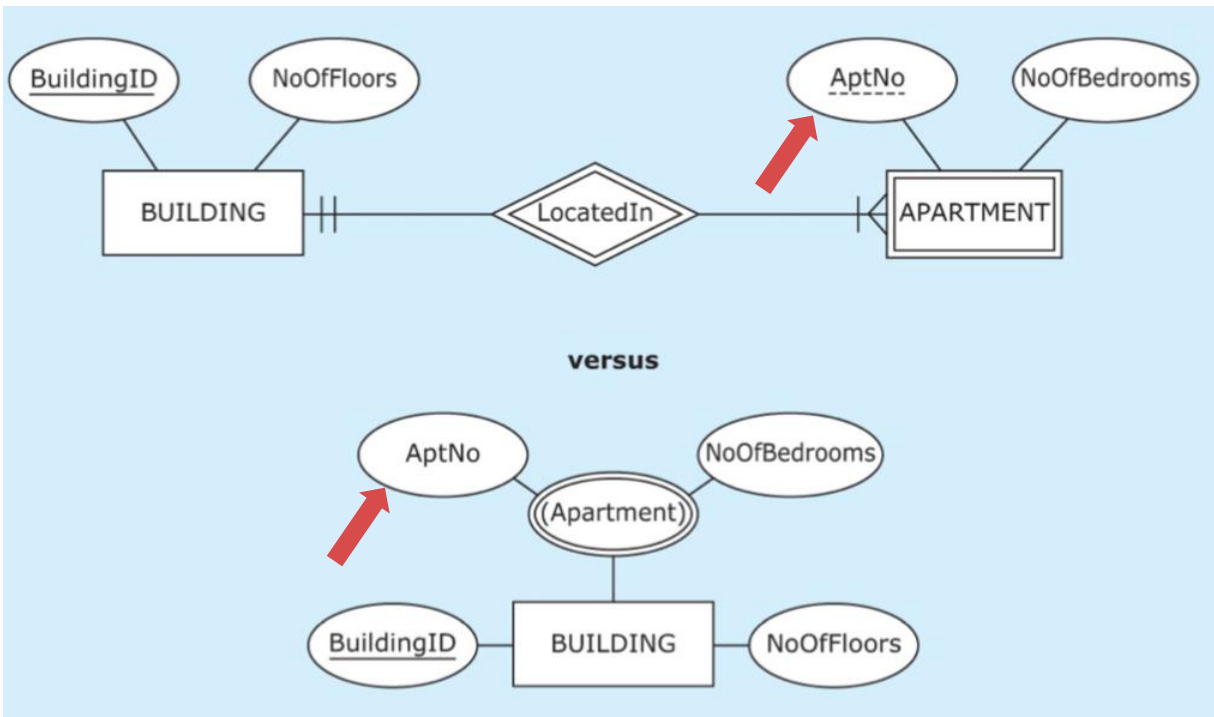 BuildingID
NoOfFloors
AptNo
NoOfBedrooms
BUILDING
LocatedIn
APARTMENT
versus
AptNo
NoOfBedrooms
(Apartment)
BuildingID
BUILDING
NoOfFloors